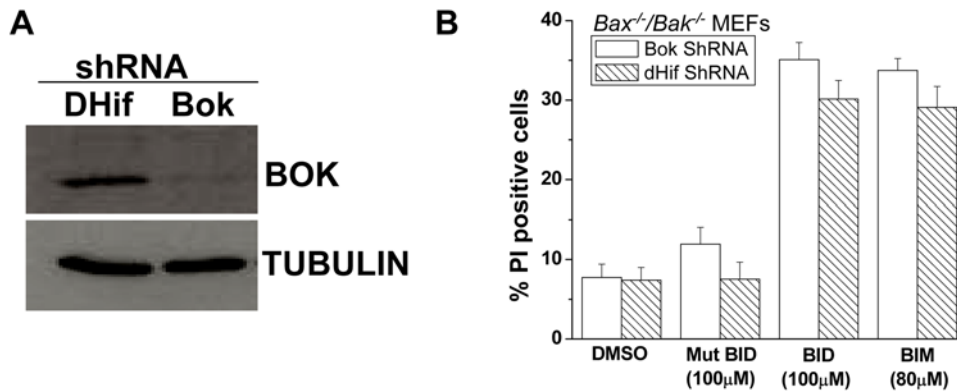 A
shRNA
DHif Bok
BOK
TUBULIN
B
Bax-/-/Bak-/- MEFs
Bok ShRNA
dHif ShRNA
% PI positive cells
40
30
20
10
0
DMSO
Mut BID
(100µM)
BID
(100µM)
BIM
(80µM)